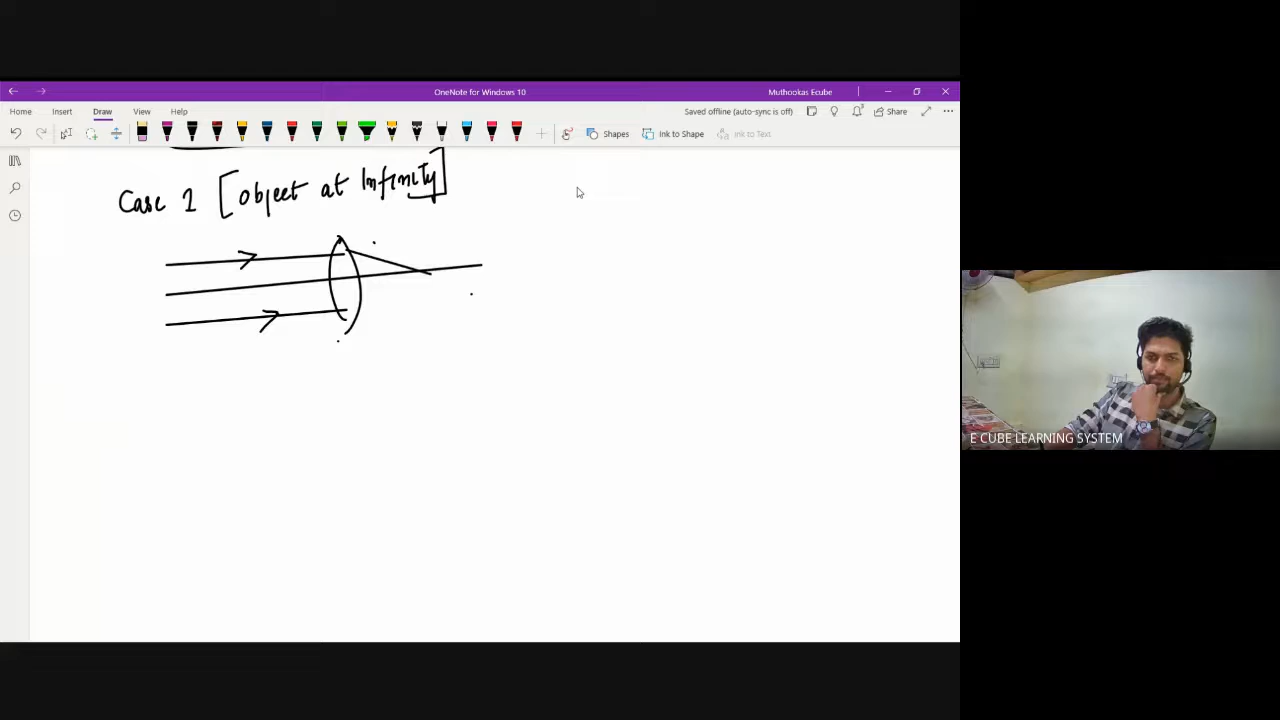 OneNote for Windows 10
Muthookas Ecube
Home Insert Draw View Help
Saved offline (auto-sync is off)
Share
Shapes
Ink to Shape
Ink to Text
Case 1 [object at Infinity]
E CUBE LEARNING SYSTEM